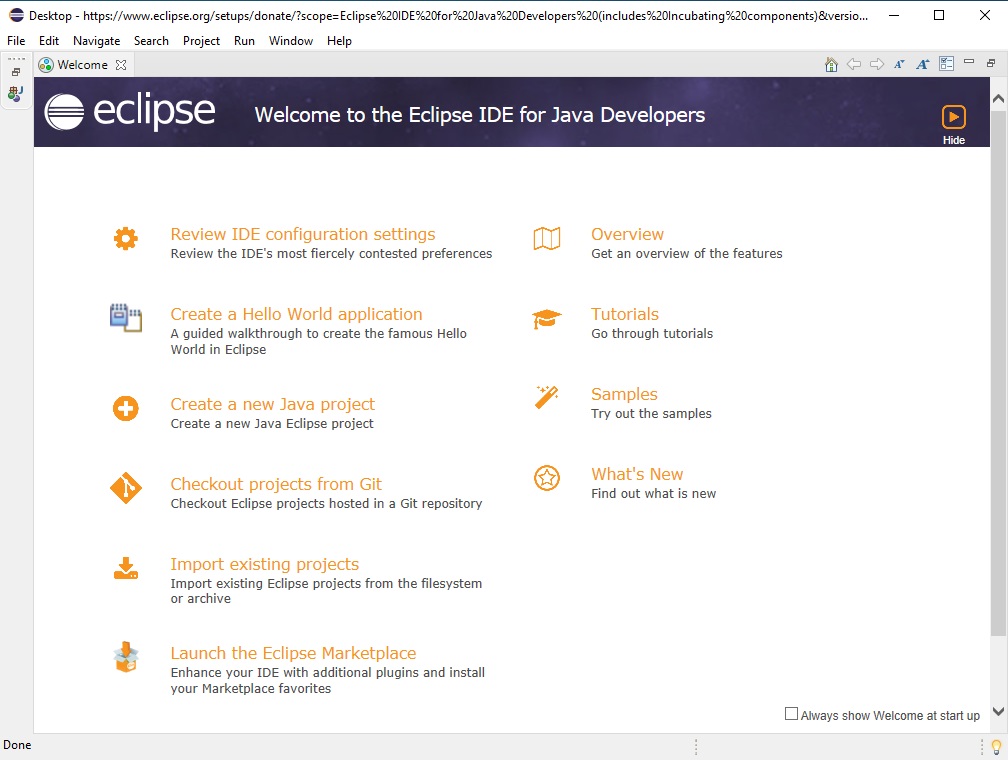 Desktop - https://www.eclipse.org/setups/donate/?scope=Eclipse%20IDE%20for%20Java%20Developers%20(includes%20Incubating%20components)&versio...
File Edit Navigate Search Project Run Window Help
Welcome
eclipse
Welcome to the Eclipse IDE for Java Developers
Hide
Review IDE configuration settings
Review the IDE's most fiercely contested preferences
Create a Hello World application
A guided walkthrough to create the famous Hello
World in Eclipse
Create a new Java project
Create a new Java Eclipse project
Checkout projects from Git
Checkout Eclipse projects hosted in a Git repository
Import existing projects
Import existing Eclipse projects from the filesystem
or archive
Launch the Eclipse Marketplace
Enhance your IDE with additional plugins and install
your Marketplace favorites
Overview
Get an overview of the features
Tutorials
Go through tutorials
Samples
Try out the samples
What's New
Find out what is new
Always show Welcome at start up
Done